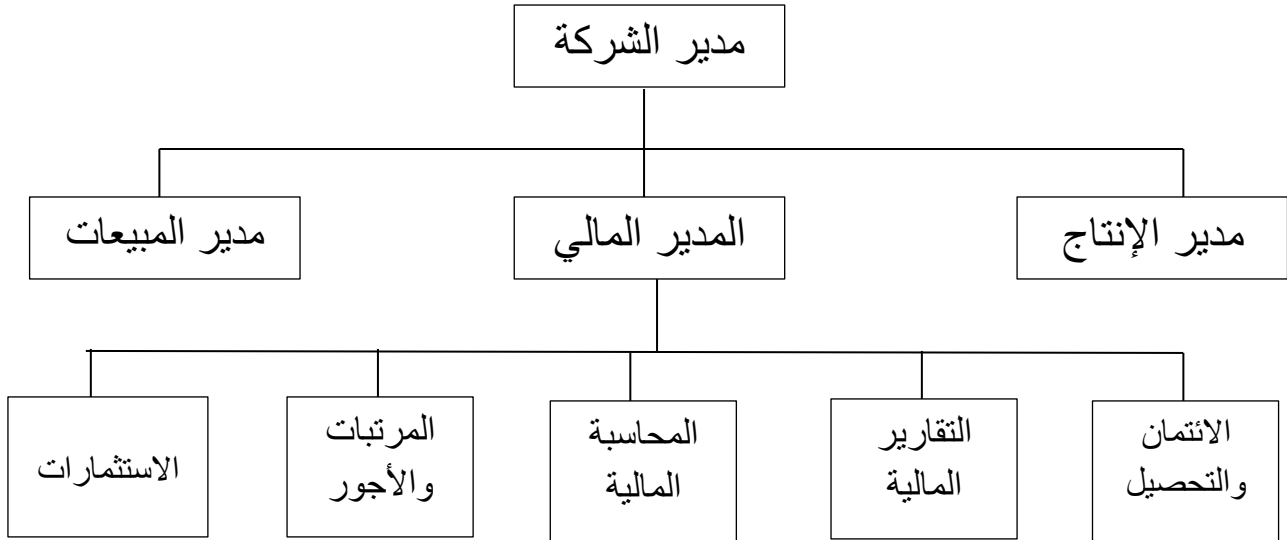 مدير الشركة
مدير الإنتاج
المدير المالي
مدير المبيعات
الائتمان
والتحصيل
التقارير
المالية
المحاسبة
المالية
المرتبات
والأجور
الاستثمارات